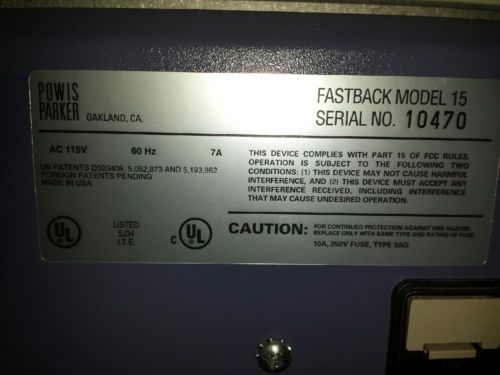 POWIS
PARKER OAKLAND, CA.
FASTBACK MODEL 15
SERIAL NO. 10470
AC 115V 60 Hz 7A
US PATENTS D320408, 5,052,873 AND 5,193,962
FOREIGN PATENTS PENDING
MADE IN USA
THIS DEVICE COMPLIES WITH PART 15 OF FCC RULES.
OPERATION IS SUBJECT TO THE FOLLOWING TWO
CONDITIONS: (1) THIS DEVICE MAY NOT CAUSE HARMFUL
INTERFERENCE, AND (2) THIS DEVICE MUST ACCEPT ANY
INTERFERENCE RECEIVED, INCLUDING INTERFERENCE
THAT MAY CAUSE UNDESIRED OPERATION.
UL ®
LISTED
5J34
I.T.E.
C UL ®
CAUTION: FOR CONTINUED PROTECTION AGAINST FIRE HAZARD
REPLACE ONLY WITH SAME TYPE AND RATING OF FUSE.
10A, 250V FUSE, TYPE 3AG